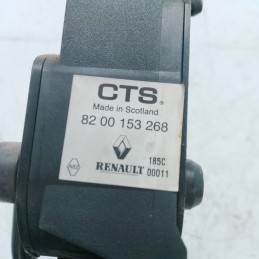 CTS®
Made in Scotland
82 00 153 268
RENAULT
185C
00011